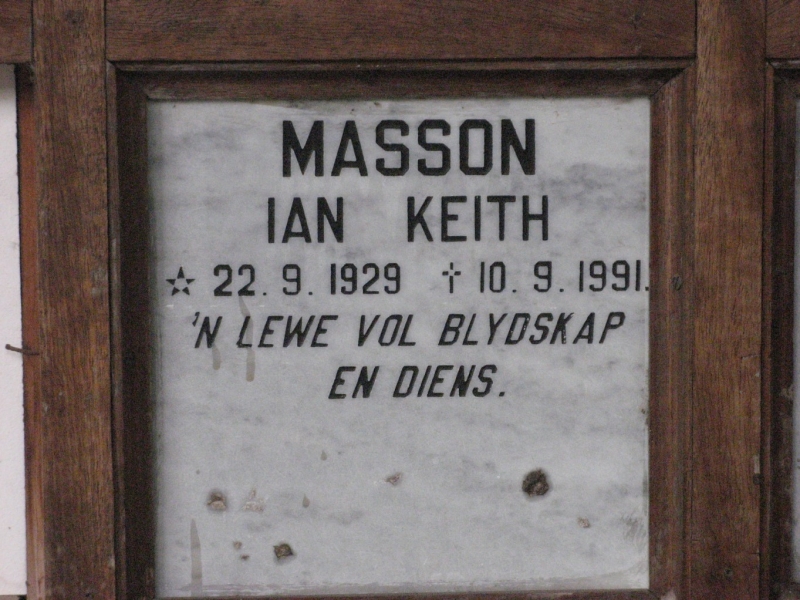 MASSON
IAN KEITH
☆ 22.9.1929 † 10.9.1991.
'N LEWE VOL BLYDSKAP
EN DIENS.